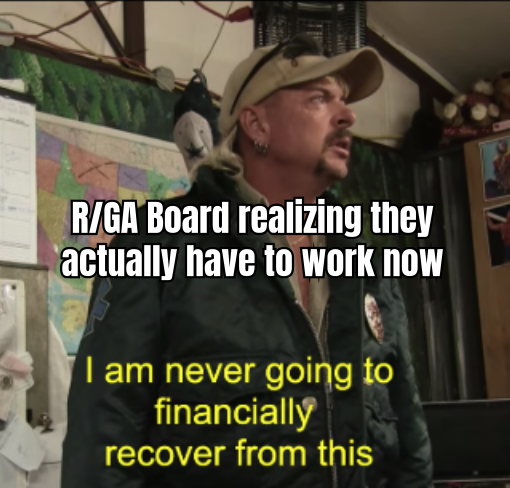 R/GA Board realizing they
actually have to work now
I am never going to
financially
recover from this